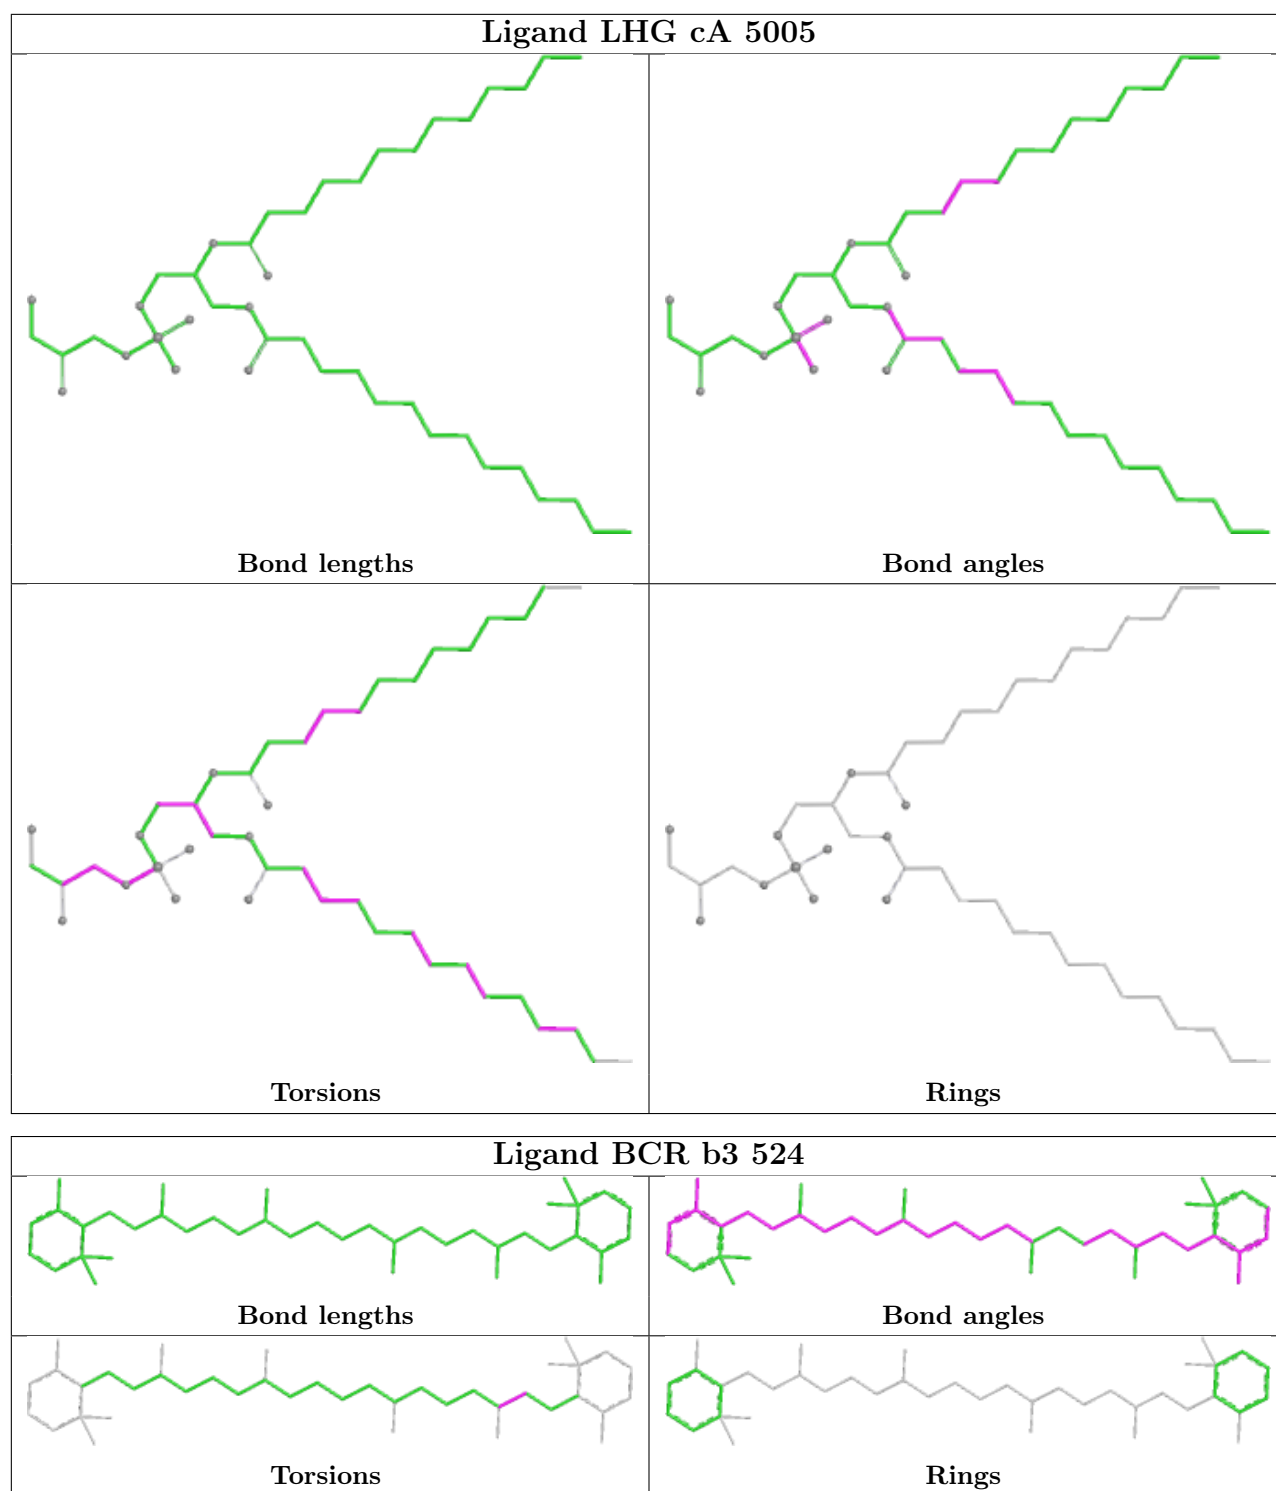 Ligand LHG cA 5005
Bond lengths
Bond angles
Torsions
Rings
Ligand BCR b3 524
Bond lengths
Bond angles
Torsions
Rings